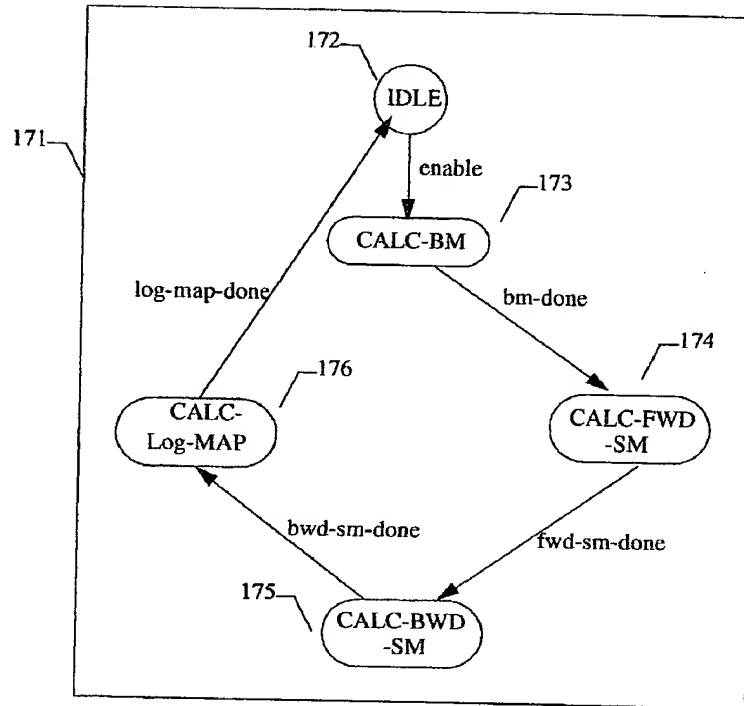 172
IDLE
171
enable
173
CALC-BM
log-map-done
bm-done
174
176
CALC-
Log-MAP
CALC-FWD
-SM
bwd-sm-done
fwd-sm-done
175
CALC-BWD
-SM